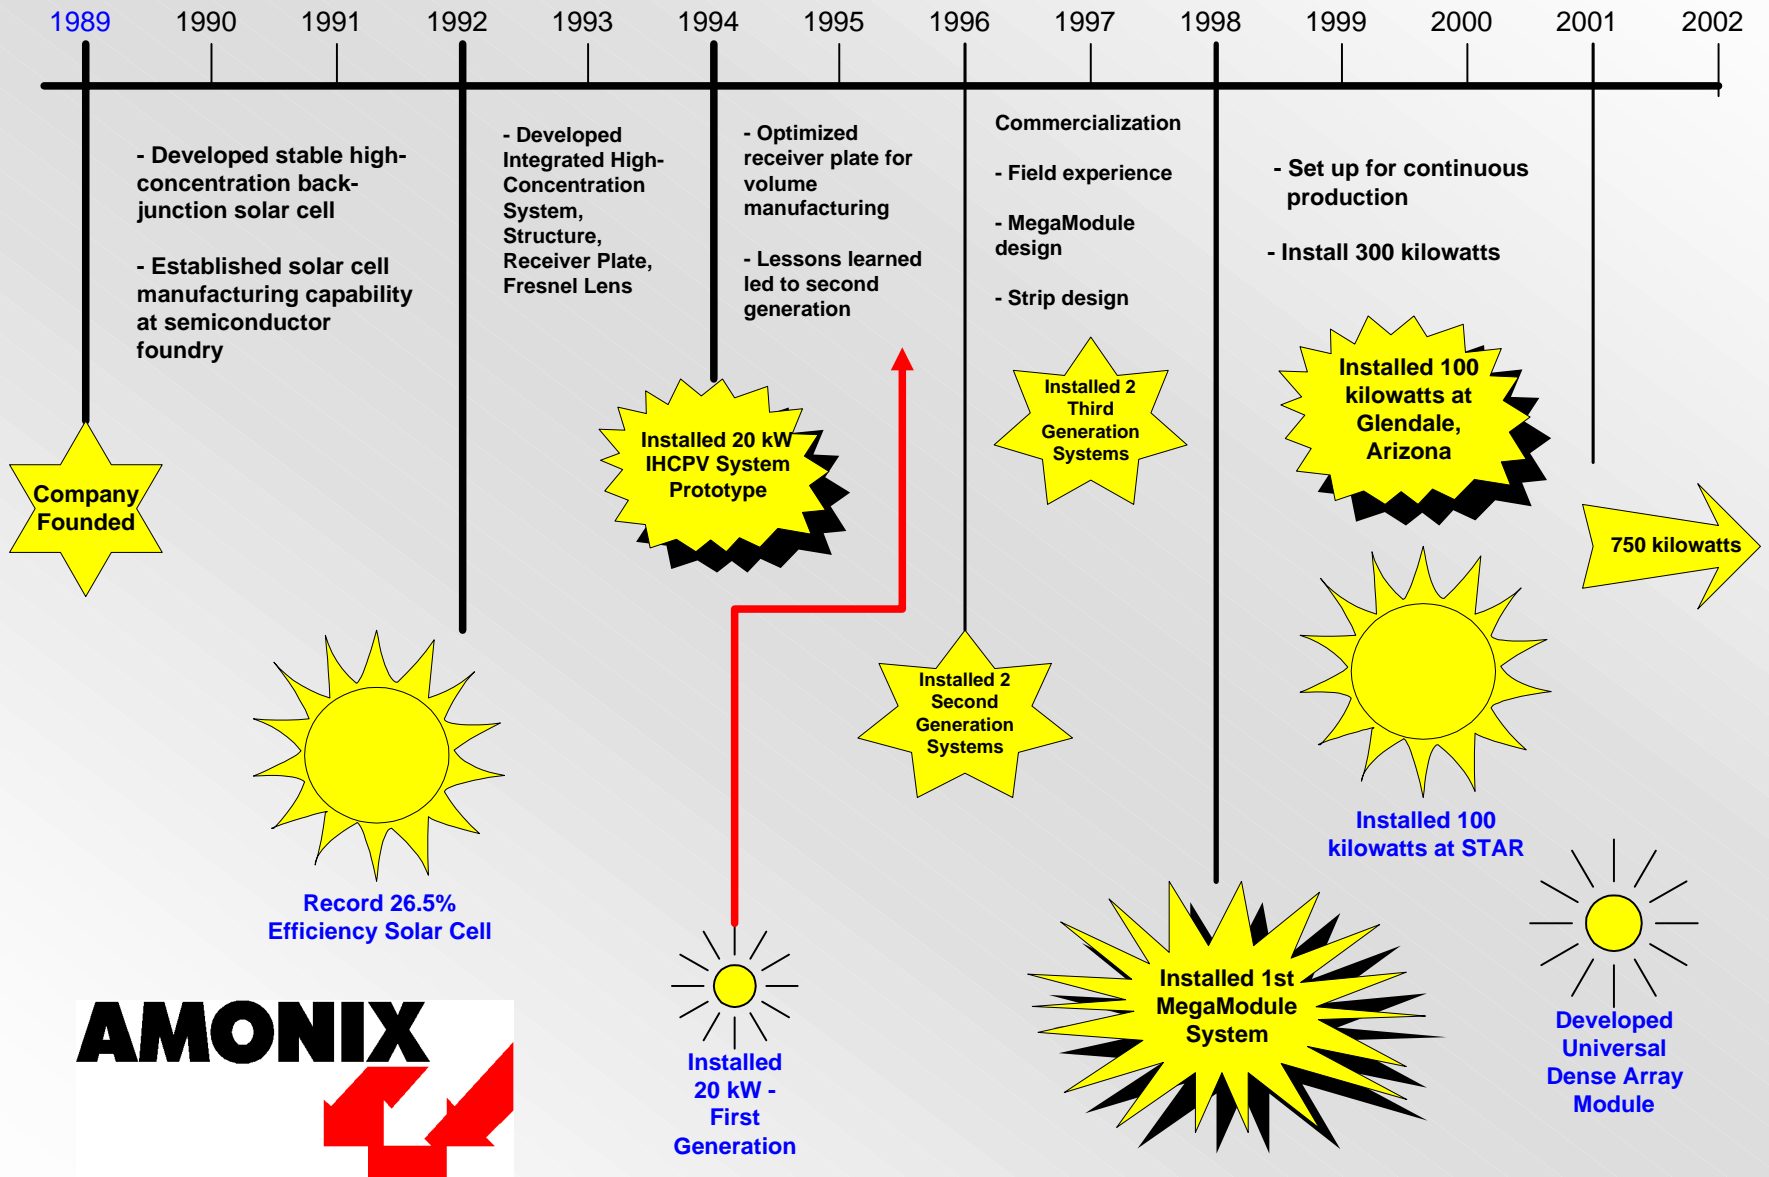 1989 1990 1991 1992 1993 1994 1995 1996 1997 1998 1999 2000 2001 2002
- Developed stable high-
concentration back-
junction solar cell
- Established solar cell
manufacturing capability
at semiconductor
foundry
- Developed
Integrated High-
Concentration
System,
Structure,
Receiver Plate,
Fresnel Lens
- Optimized
receiver plate for
volume
manufacturing
- Lessons learned
led to second
generation
Commercialization
- Field experience
- MegaModule
design
- Strip design
- Set up for continuous
production
- Install 300 kilowatts
Company
Founded
Installed 20 kW
IHCPV System
Prototype
Installed 2
Third
Generation
Systems
Installed 100
kilowatts at
Glendale,
Arizona
750 kilowatts
Record 26.5%
Efficiency Solar Cell
Installed 2
Second
Generation
Systems
Installed 100
kilowatts at STAR
Installed 1st
MegaModule
System
Installed
20 kW -
First
Generation
Developed
Universal
Dense Array
Module
AMONIX